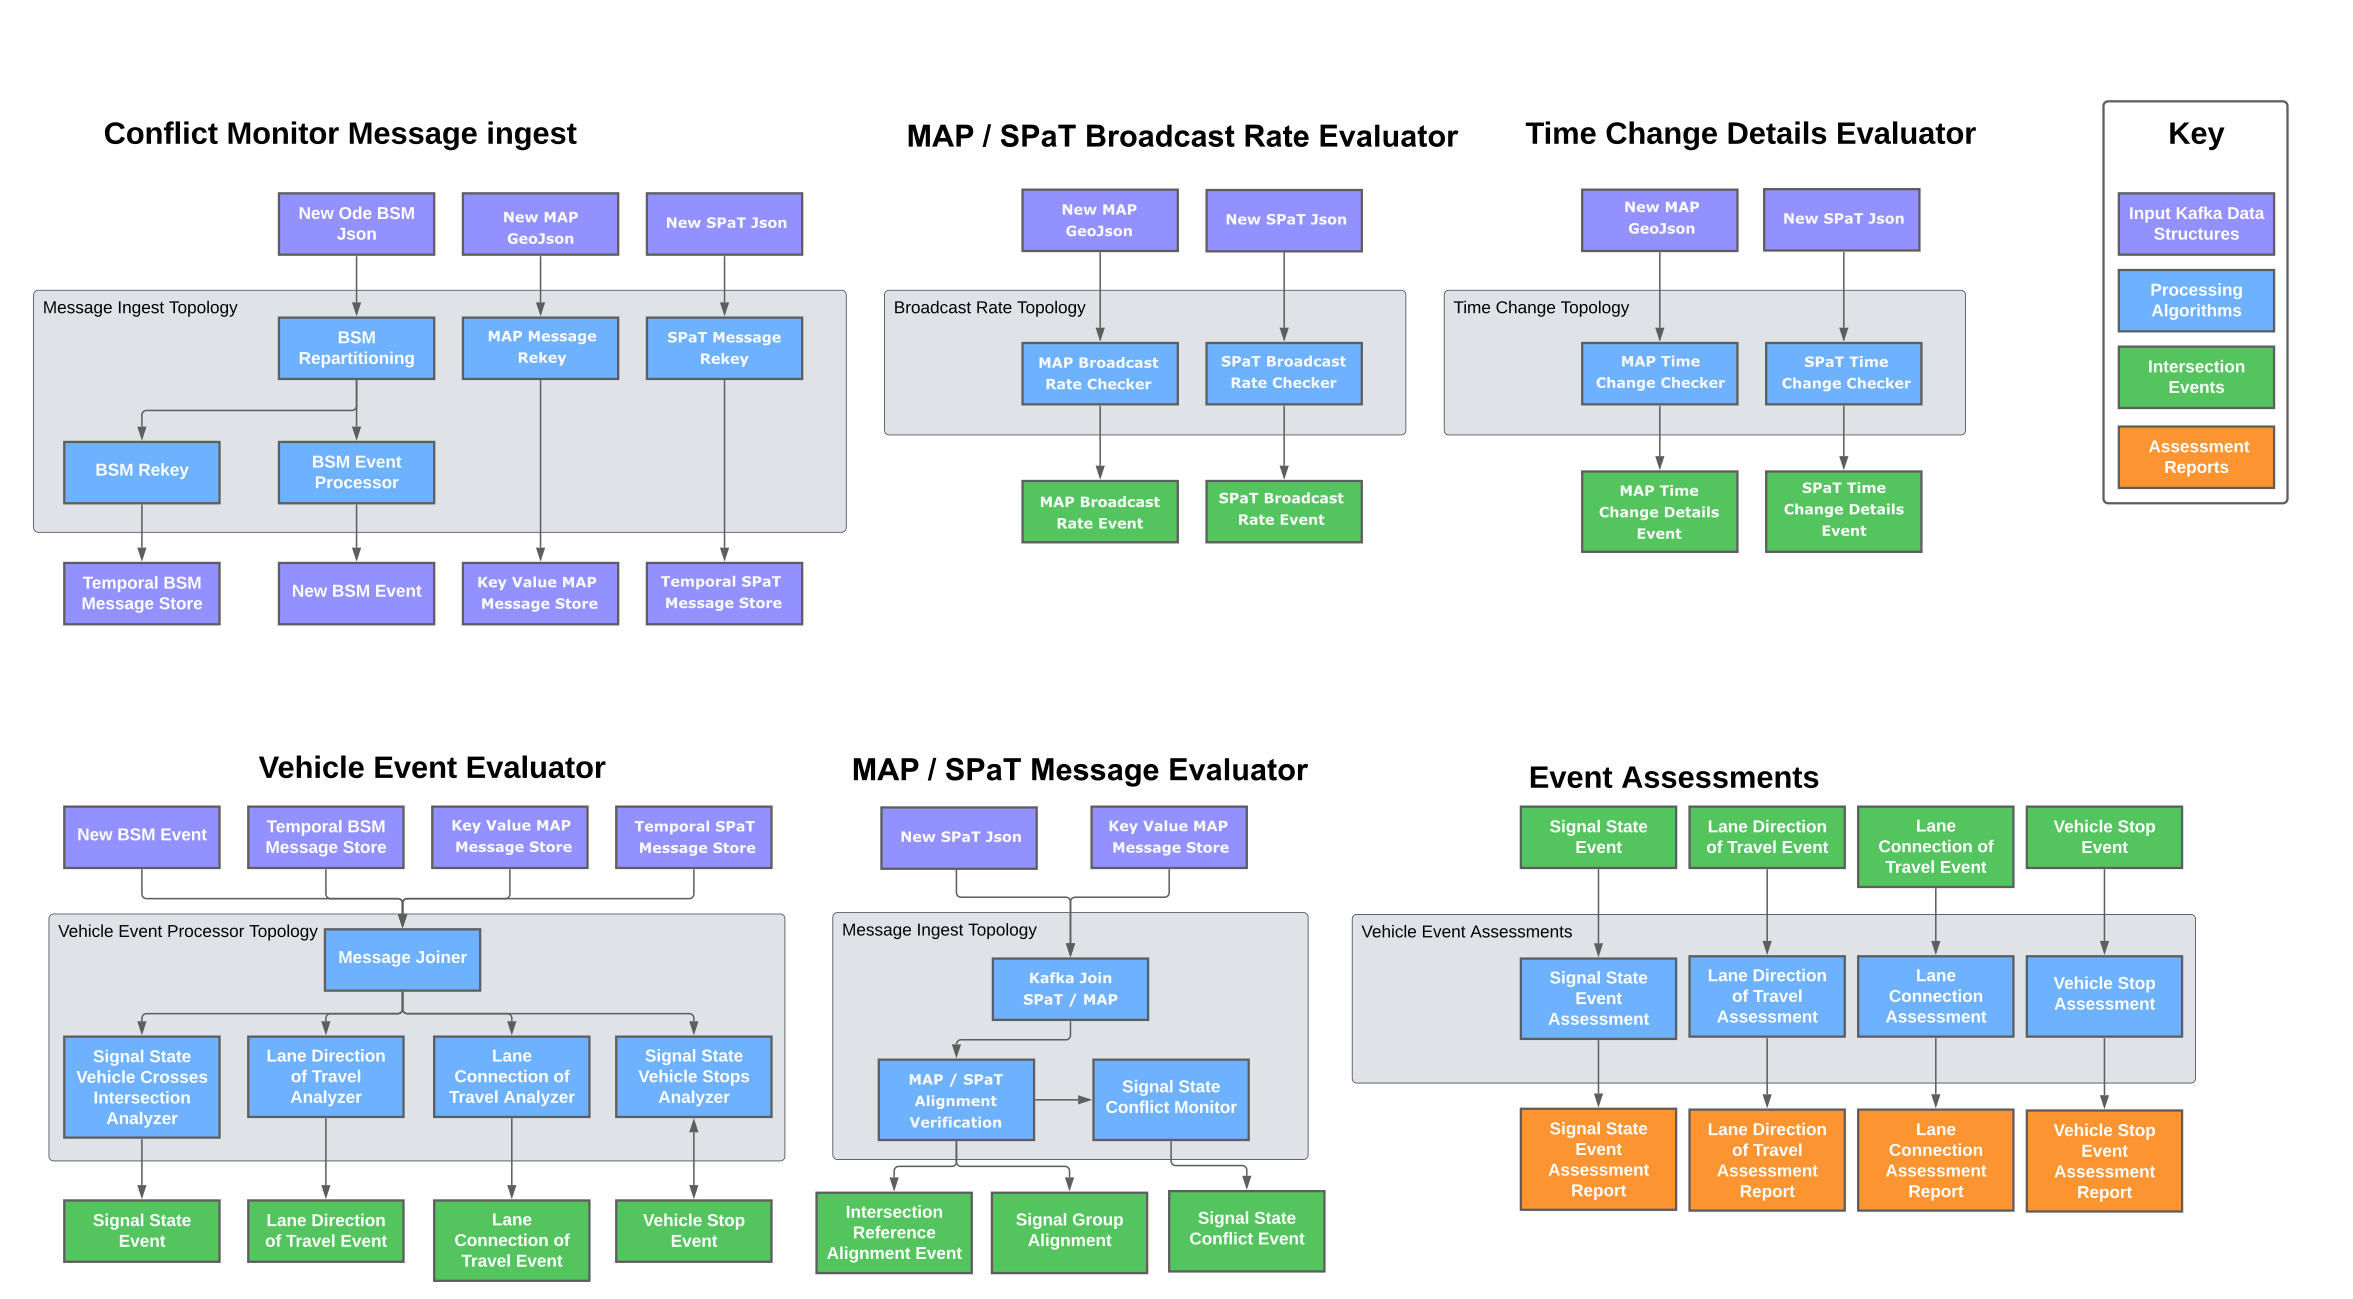 Conflict Monitor Message ingest
New Ode BSM
Json
New MAP
GeoJson
New SPaT Json
Message Ingest Topology
BSM
Repartitioning
MAP Message
Rekey
SPaT Message
Rekey
BSM Rekey
BSM Event
Processor
Temporal BSM
Message Store
New BSM Event
Key Value MAP
Message Store
Temporal SPaT
Message Store
MAP / SPaT Broadcast Rate Evaluator
New MAP
GeoJson
New SPaT Json
Broadcast Rate Topology
MAP Broadcast
Rate Checker
SPaT Broadcast
Rate Checker
MAP Broadcast
Rate Event
SPaT Broadcast
Rate Event
Time Change Details Evaluator
New MAP
GeoJson
New SPaT Json
Time Change Topology
MAP Time
Change Checker
SPaT Time
Change Checker
MAP Time
Change Details
Event
SPaT Time
Change Details
Event
Key
Input Kafka Data
Structures
Processing
Algorithms
Intersection
Events
Assessment
Reports
Vehicle Event Evaluator
New BSM Event
Temporal BSM
Message Store
Key Value MAP
Message Store
Temporal SPaT
Message Store
Vehicle Event Processor Topology
Message Joiner
Signal State
Vehicle Crosses
Intersection
Analyzer
Lane Direction
of Travel
Analyzer
Lane
Connection of
Travel Analyzer
Signal State
Vehicle Stops
Analyzer
Signal State
Event
Lane Direction
of Travel Event
Lane
Connection of
Travel Event
Vehicle Stop
Event
MAP / SPaT Message Evaluator
New SPaT Json
Key Value MAP
Message Store
Message Ingest Topology
Kafka Join
SPaT / MAP
MAP / SPaT
Alignment
Verification
Signal State
Conflict Monitor
Intersection
Reference
Alignment Event
Signal Group
Alignment
Signal State
Conflict Event
Event Assessments
Signal State
Event
Lane Direction
of Travel Event
Lane
Connection of
Travel Event
Vehicle Stop
Event
Vehicle Event Assessments
Signal State
Event
Assessment
Lane Direction
of Travel
Assessment
Lane
Connection
Assessment
Vehicle Stop
Assessment
Signal State
Event
Assessment
Report
Lane Direction
of Travel
Assessment
Report
Lane
Connection
Assessment
Report
Vehicle Stop
Event
Assessment
Report